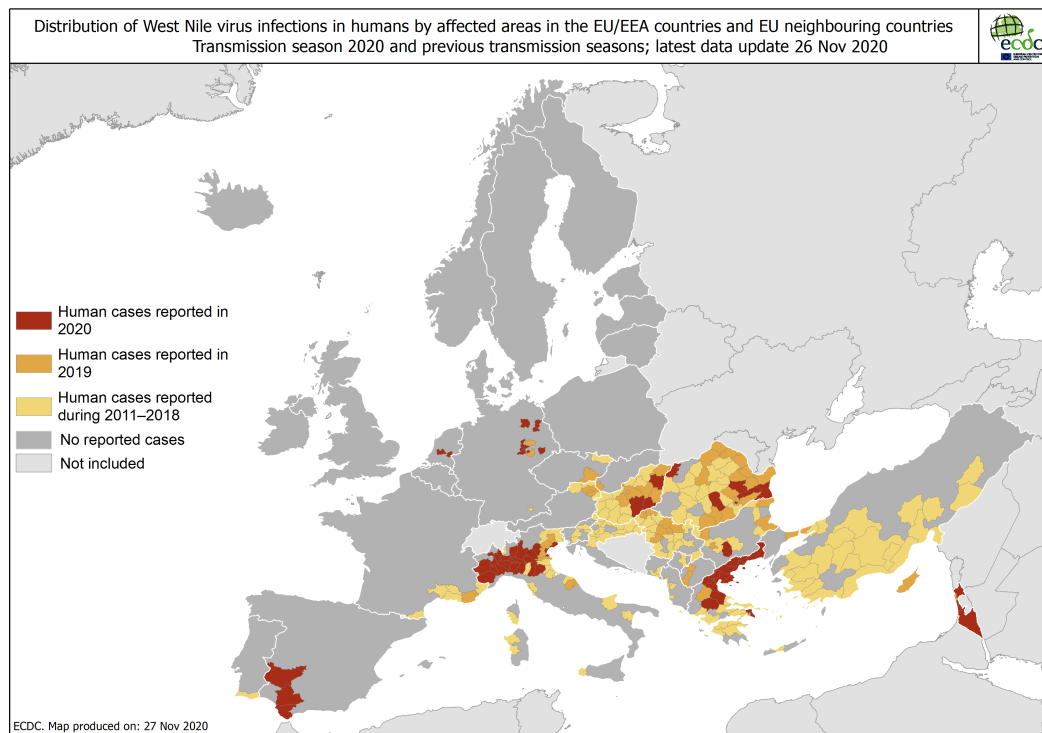 Distribution of West Nile virus infections in humans by affected areas in the EU/EEA countries and EU neighbouring countries
Transmission season 2020 and previous transmission seasons; latest data update 26 Nov 2020
ecdc
Human cases reported in
2020
Human cases reported in
2019
Human cases reported
during 2011–2018
No reported cases
Not included
ECDC. Map produced on: 27 Nov 2020